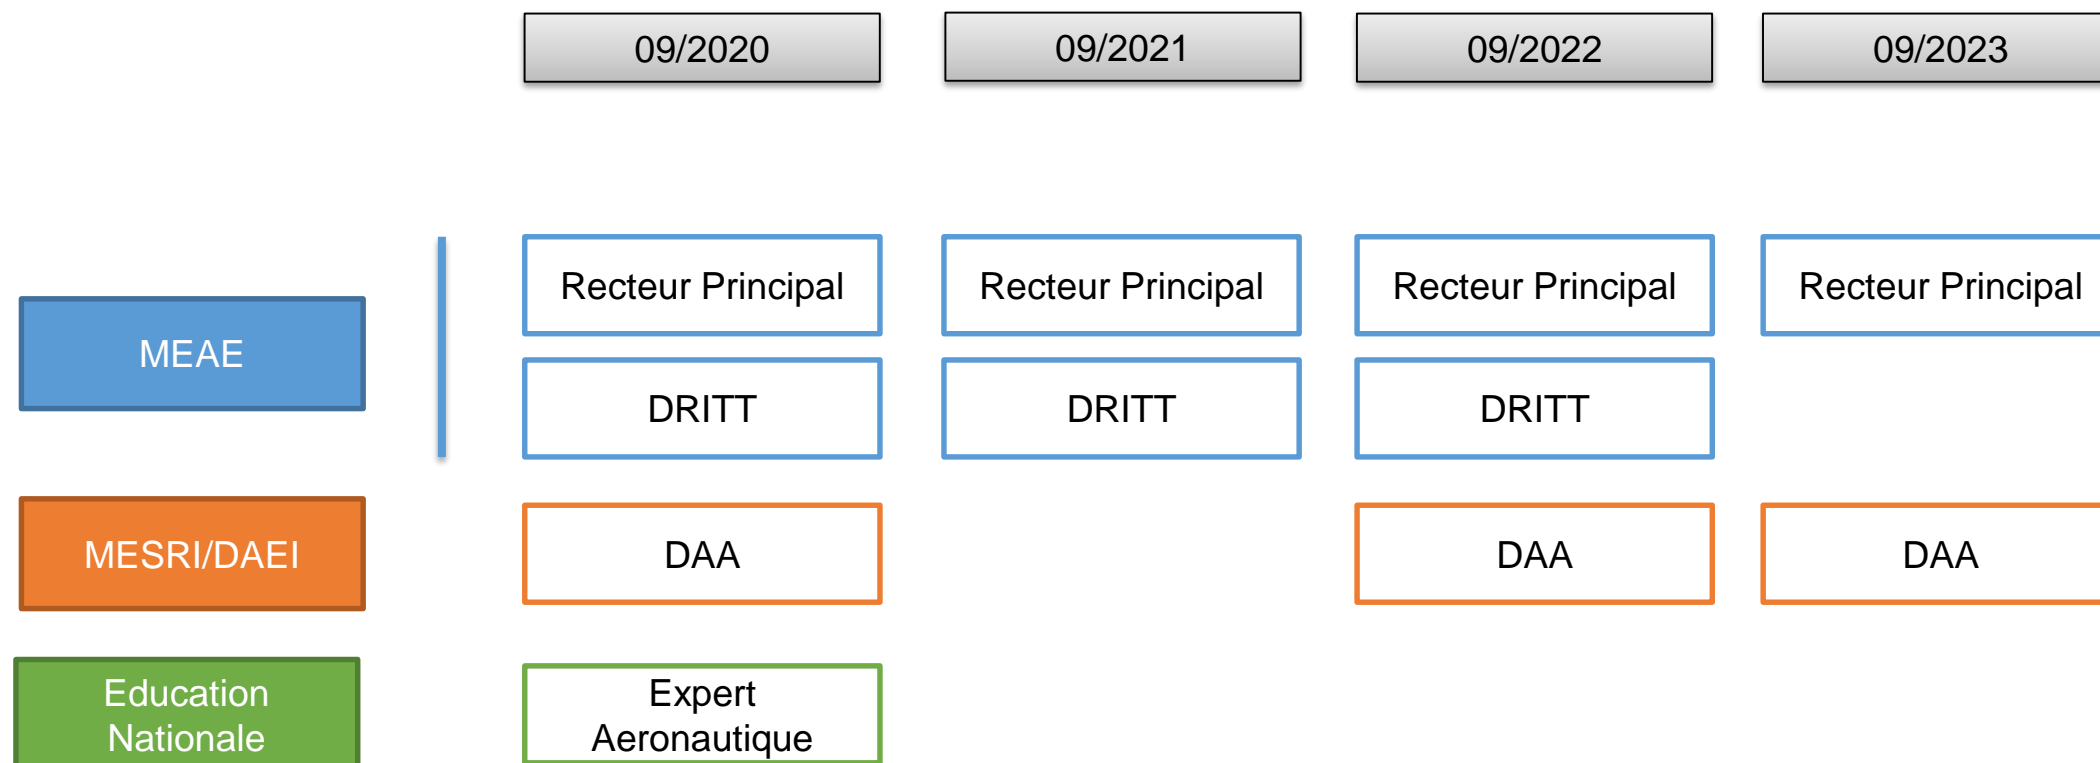 09/2020
09/2021
09/2022
09/2023
MEAE
Recteur Principal
Recteur Principal
Recteur Principal
Recteur Principal
DRITT
DRITT
DRITT
MESRI/DAEI
DAA
DAA
DAA
Education
Nationale
Expert
Aeronautique